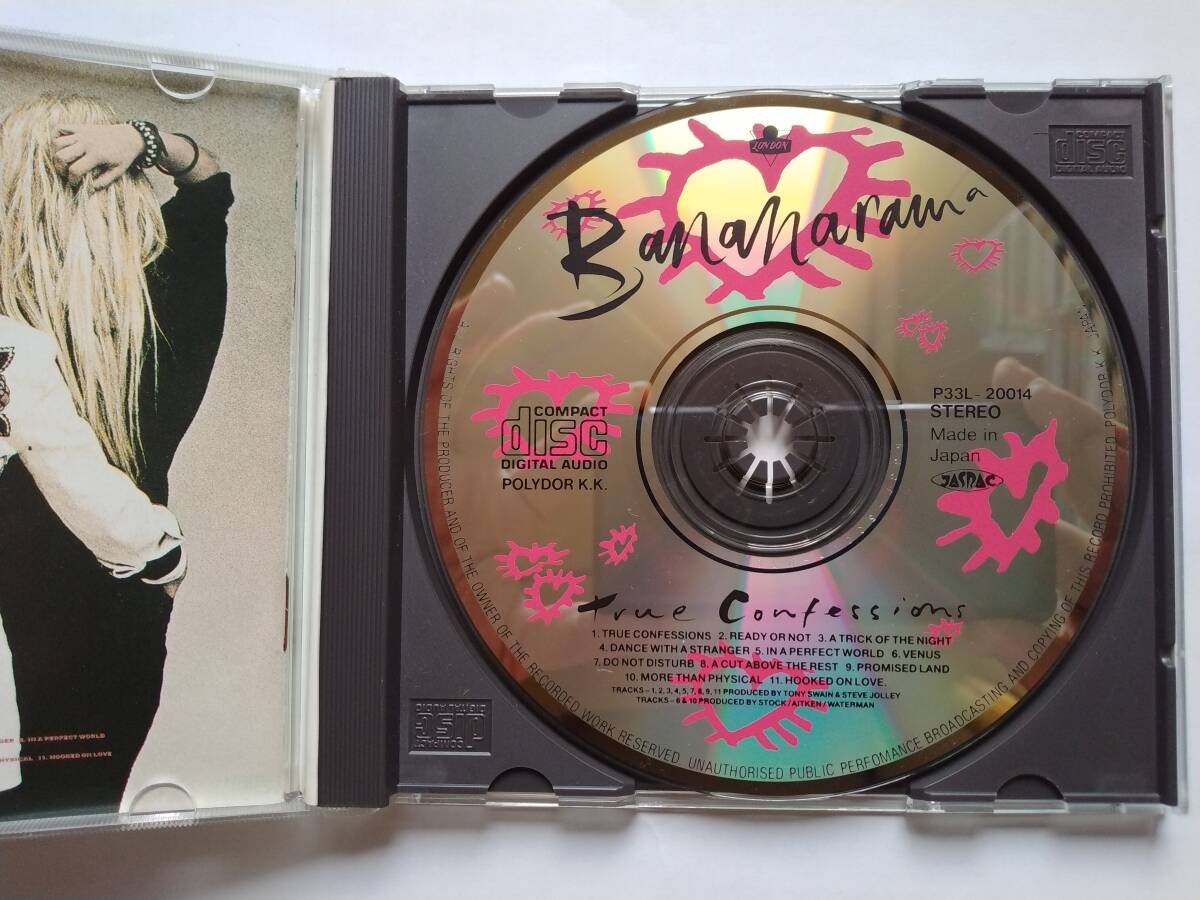 LONDON
Bananarama
COMPACT
disc
DIGITAL AUDIO
P33L-20014
STEREO
Made in
Japan
JASRAC
COMPACT
disc
DIGITAL AUDIO
POLYDOR K.K.
True Confessions
1. TRUE CONFESSIONS 2. READY OR NOT 3. A TRICK OF THE NIGHT
4. DANCE WITH A STRANGER 5. IN A PERFECT WORLD 6. VENUS
7. DO NOT DISTURB 8. A CUT ABOVE THE REST 9. PROMISED LAND
10. MORE THAN PHYSICAL 11. HOOKED ON LOVE.
TRACKS-1, 2, 3, 4, 5, 7, 8, 9, 11 PRODUCED BY TONY SWAIN & STEVE JOLLEY
TRACKS-6 & 10 PRODUCED BY STOCK/AITKEN/WATERMAN
RIGHTS OF THE PRODUCER AND OF THE OWNER OF THE RECORDED WORK RESERVED UNAUTHORISED PUBLIC PERFOMANCE BROADCASTING AND COPYING OF THIS RECORD PROHIBITED. POLYDOR K.K. JAPAN
COMPACT
disc
DIGITAL AUDIO
5. IN A PERFECT WORLD
11. HOOKED ON LOVE